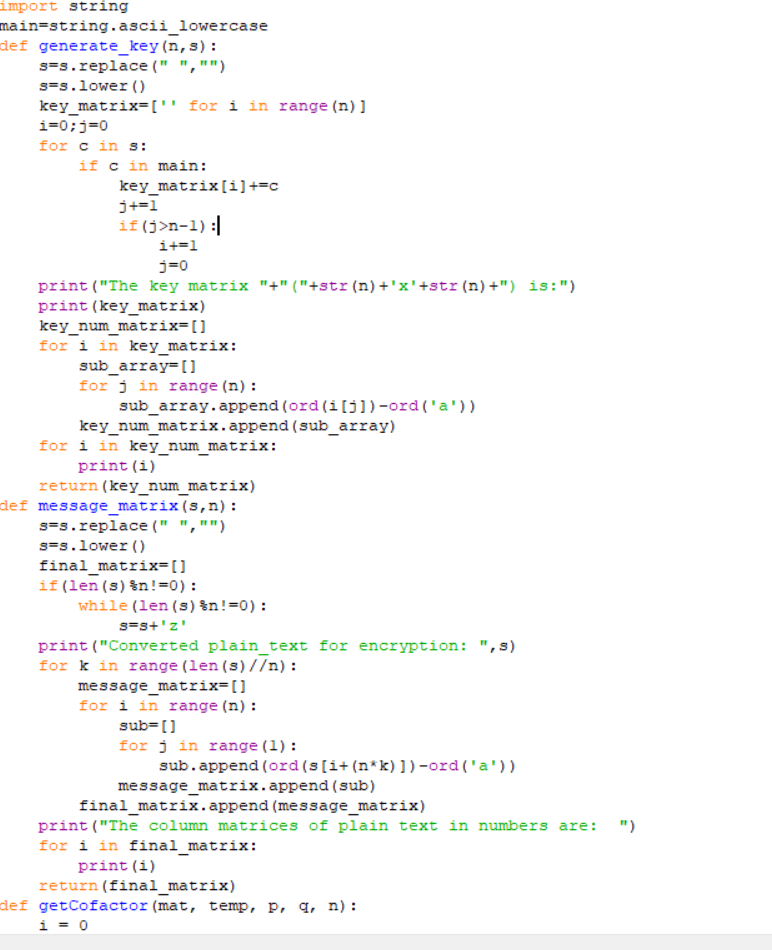 import string
main=string.ascii_lowercase
def generate_key(n,s):
    s=s.replace(" ","")
    s=s.lower()
    key_matrix=['' for i in range(n)]
    i=0;j=0
    for c in s:
        if c in main:
            key_matrix[i]+=c
            j+=1
            if(j>n-1):
                i+=1
                j=0
    print("The key matrix "+"("+str(n)+'x'+str(n)+") is:")
    print(key_matrix)
    key_num_matrix=[]
    for i in key_matrix:
        sub_array=[]
        for j in range(n):
            sub_array.append(ord(i[j])-ord('a'))
        key_num_matrix.append(sub_array)
    for i in key_num_matrix:
        print(i)
    return(key_num_matrix)
def message_matrix(s,n):
    s=s.replace(" ","")
    s=s.lower()
    final_matrix=[]
    if(len(s)%n!=0):
        while(len(s)%n!=0):
            s=s+'z'
    print("Converted plain_text for encryption: ",s)
    for k in range(len(s)//n):
        message_matrix=[]
        for i in range(n):
            sub=[]
            for j in range(1):
                sub.append(ord(s[i+(n*k)])-ord('a'))
            message_matrix.append(sub)
        final_matrix.append(message_matrix)
    print("The column matrices of plain text in numbers are:  ")
    for i in final_matrix:
        print(i)
    return(final_matrix)
def getCofactor(mat, temp, p, q, n):
    i = 0